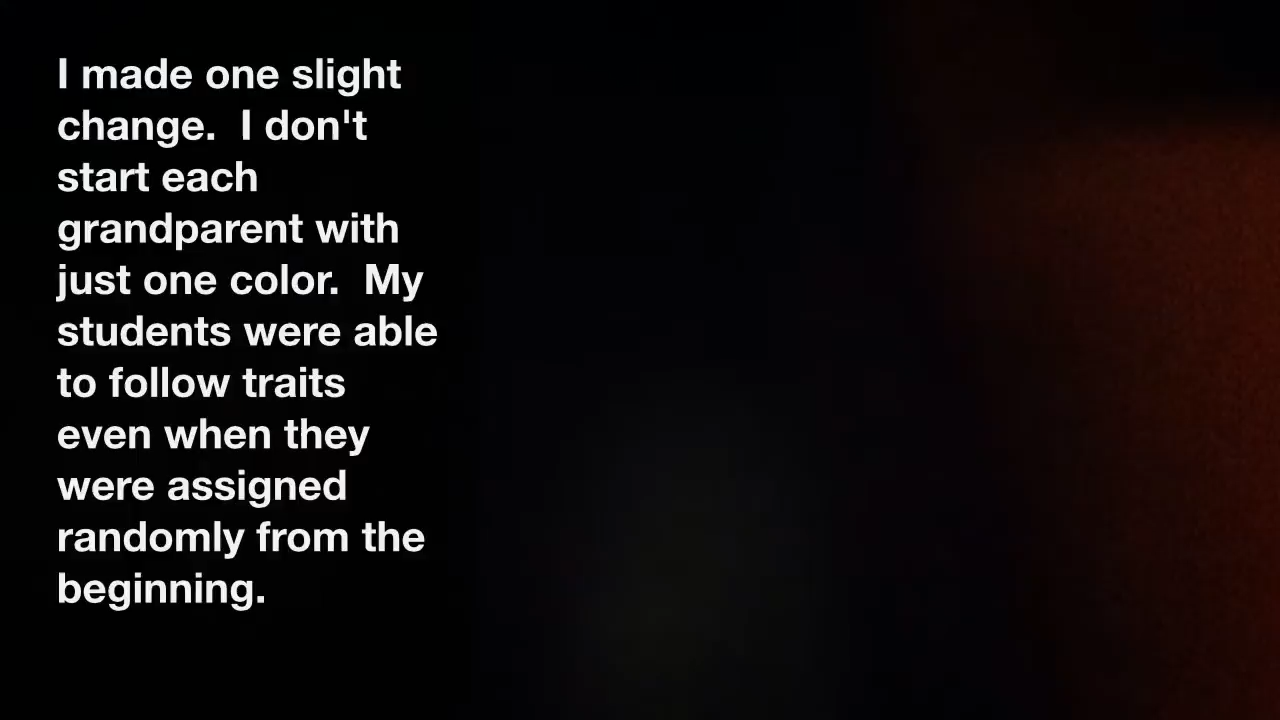 I made one slight
change.  I don't
start each
grandparent with
just one color.  My
students were able
to follow traits
even when they
were assigned
randomly from the
beginning.